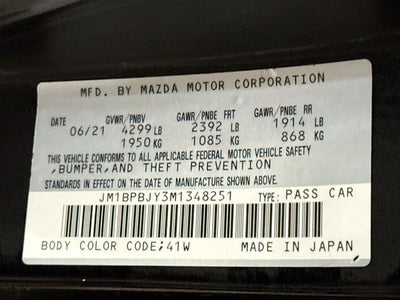 MFD. BY MAZDA MOTOR CORPORATION
DATE GVWR/PNBV GAWR/PNBE FRT GAWR/PNBE RR
06/21 4299 LB 2392 LB 1914 LB
1950 KG 1085 KG 868 KG
THIS VEHICLE CONFORMS TO ALL APPLICABLE FEDERAL MOTOR VEHICLE SAFETY
,BUMPER,AND THEFT PREVENTION
STANDARDS IN EFFECT ON THE DATE OF MANUFACTURE SHOWN ABOVE.
JM1BPBJY3M1348251 TYPE: PASS CAR
BODY COLOR CODE;41W MADE IN JAPAN